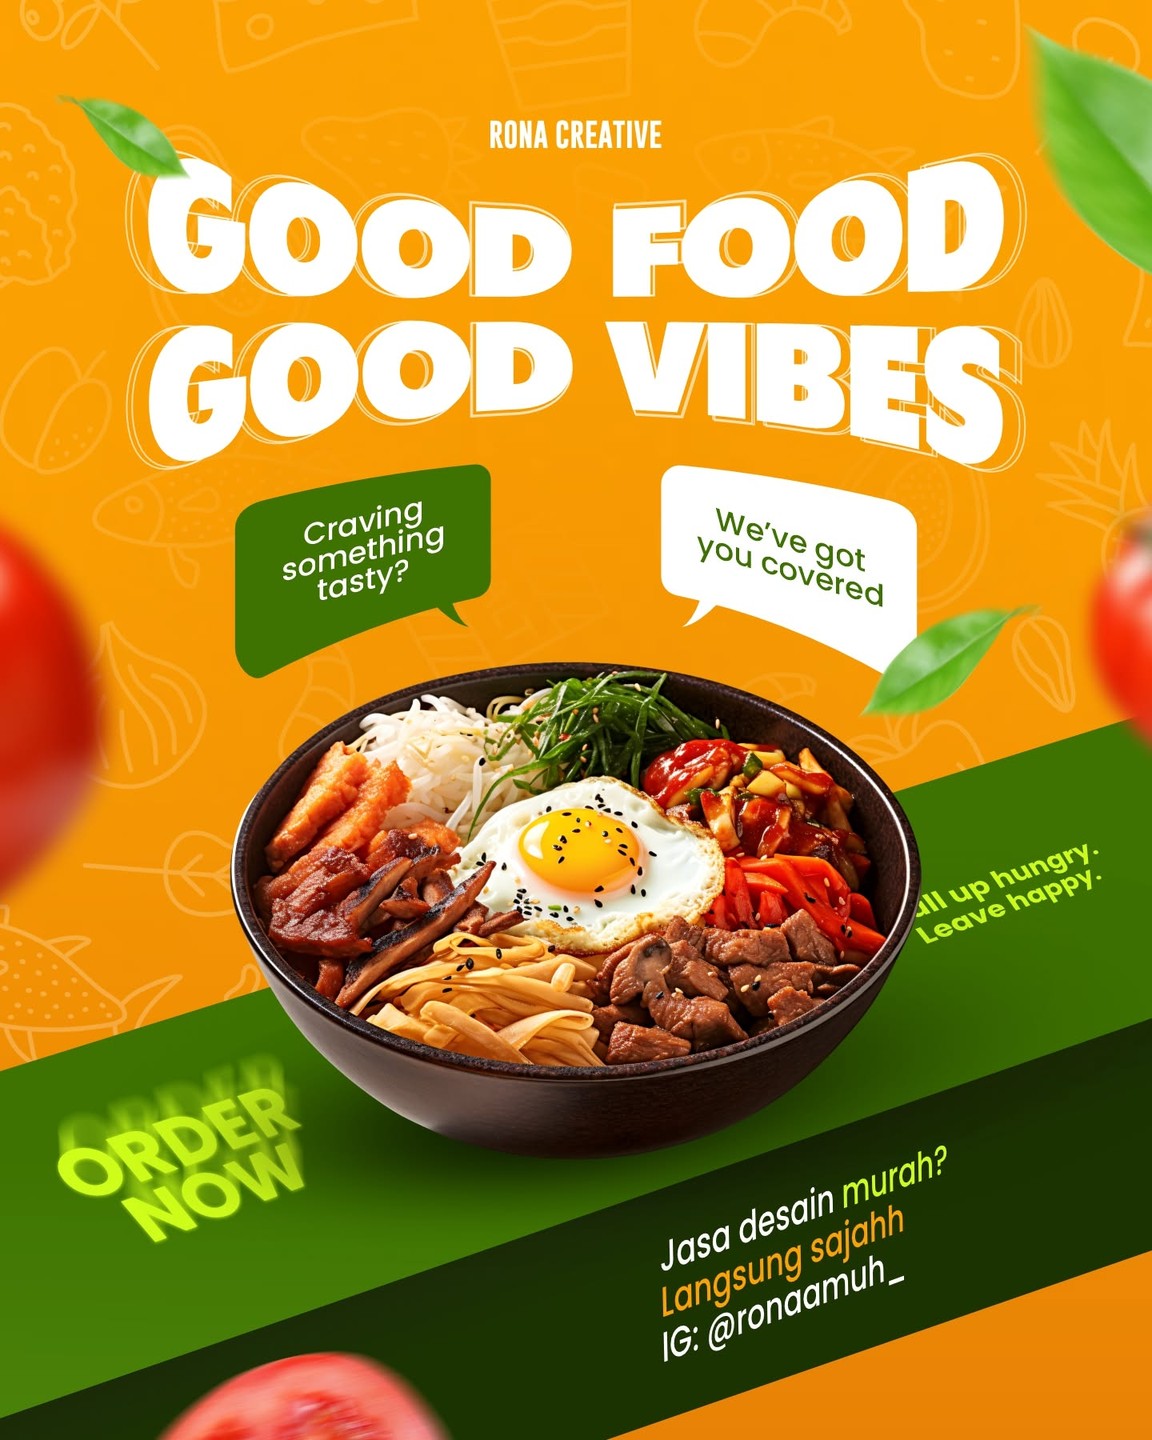 RONA CREATIVE
GOOD FOOD
GOOD VIBES
Craving
something
tasty?
We've got
you covered
up hungry.
Leave happy.
ORDER
NOW
Jasa desain murah?
Langsung sajahh
IG: @ronaamuh_